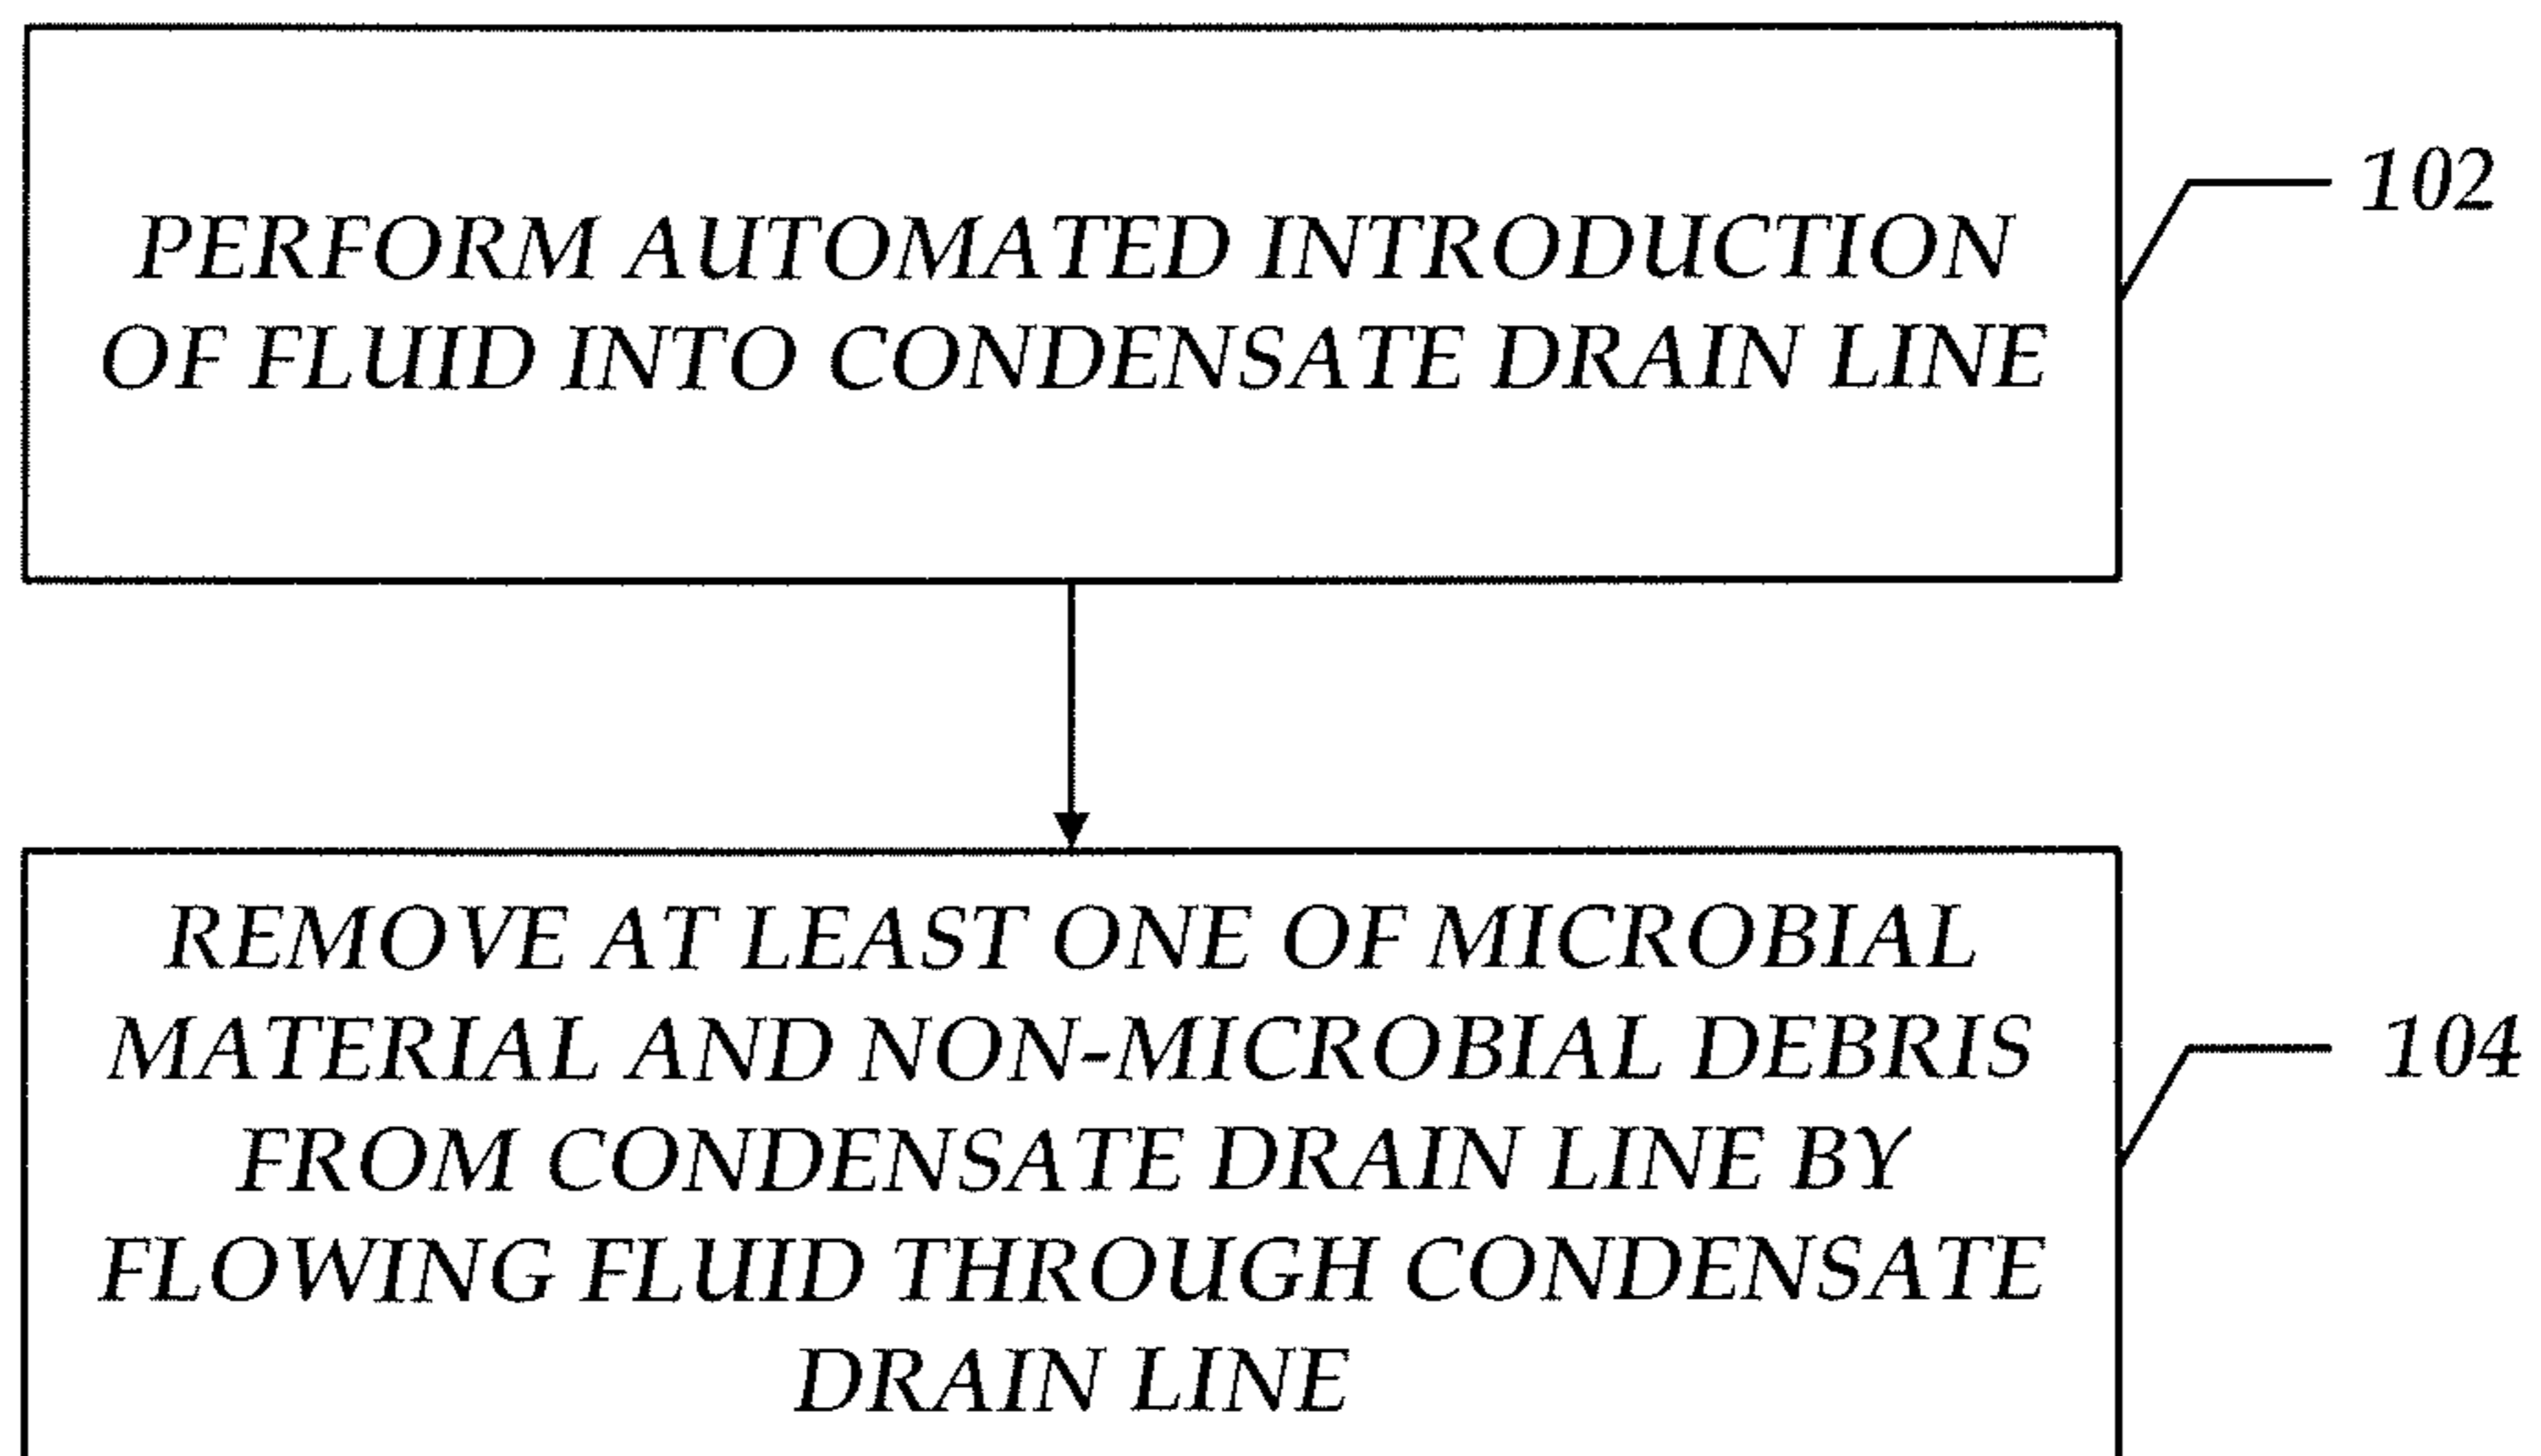 PERFORM AUTOMATED INTRODUCTION
OF FLUID INTO CONDENSATE DRAIN LINE
102
REMOVE AT LEAST ONE OF MICROBIAL
MATERIAL AND NON-MICROBIAL DEBRIS
FROM CONDENSATE DRAIN LINE BY
FLOWING FLUID THROUGH CONDENSATE
DRAIN LINE
104